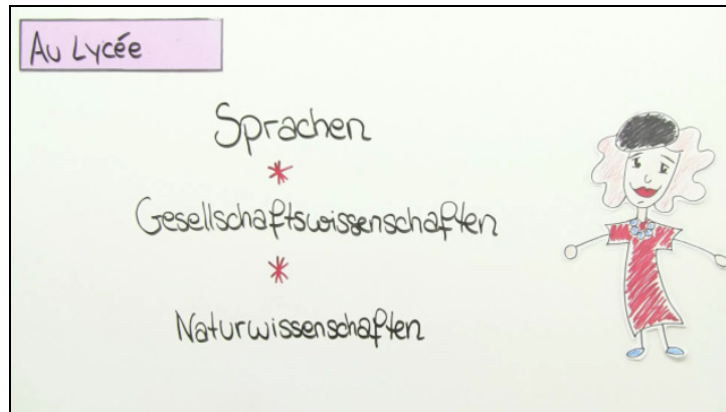 Au Lycée
Sprachen
*
Gesellschaftswissenschaften
*
Naturwissenschaften